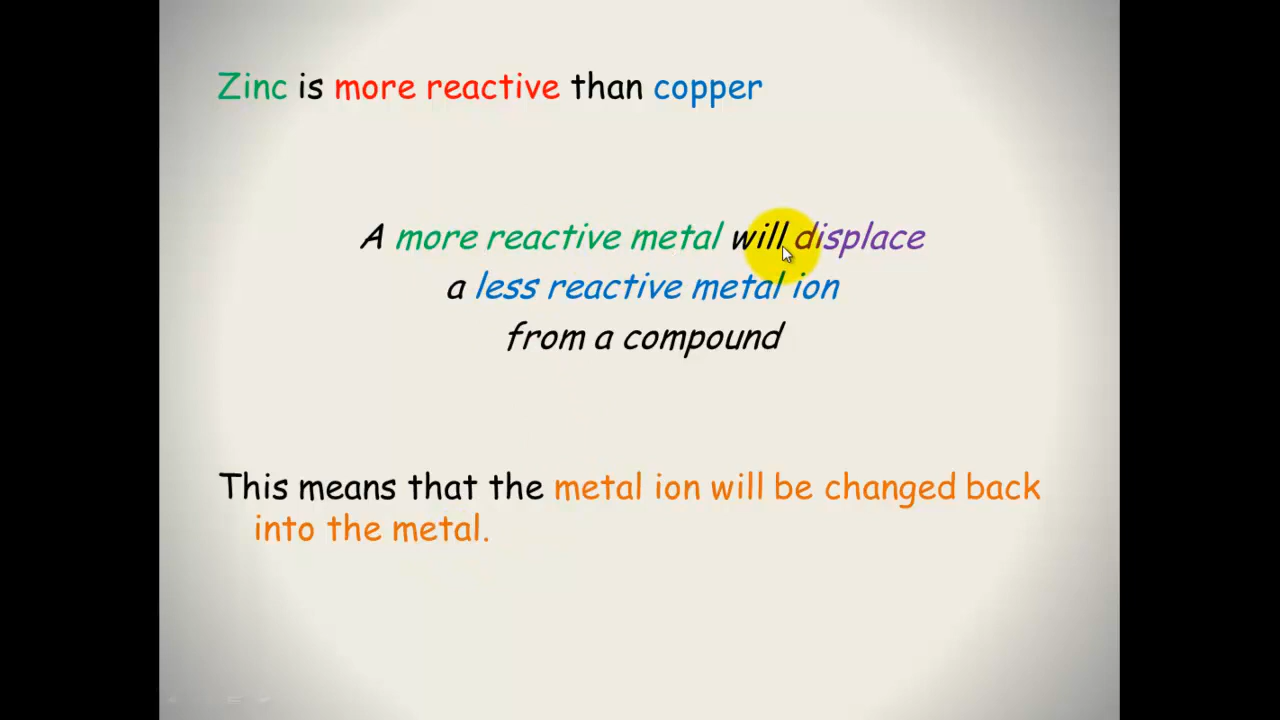 Zinc is more reactive than copper
A more reactive metal will displace
a less reactive metal ion
from a compound
This means that the metal ion will be changed back
into the metal.